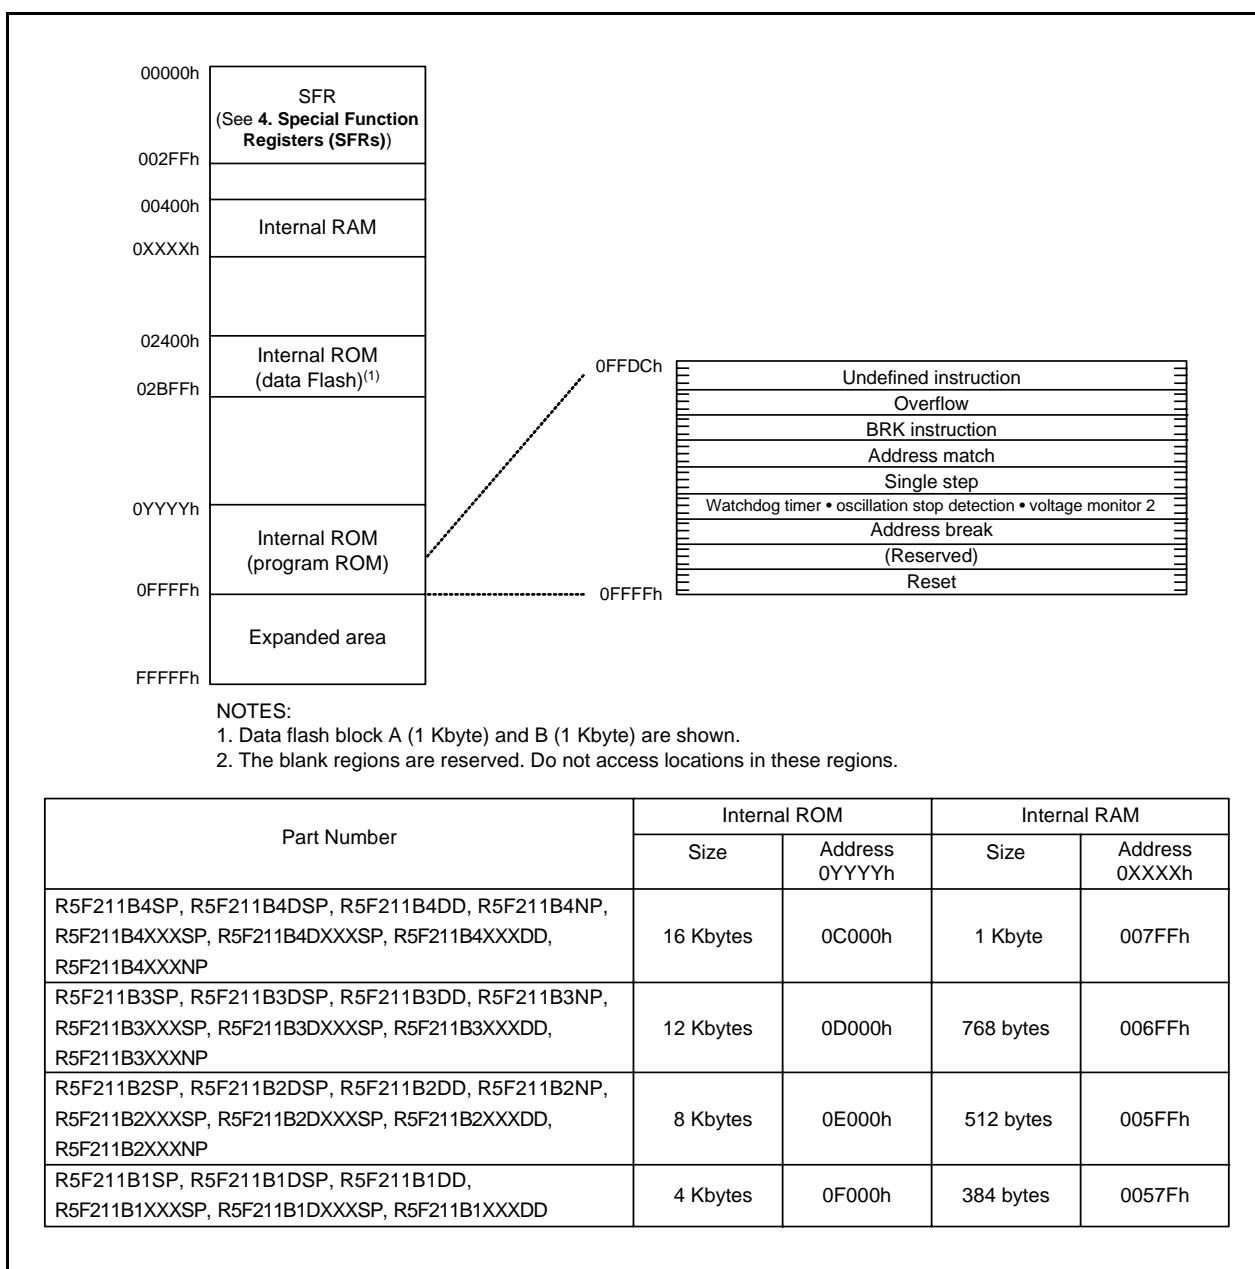 00000h
SFR
(See 4. Special Function
Registers (SFRs))
002FFh
00400h
Internal RAM
0XXXXh
02400h
Internal ROM
(data Flash)(1)
02BFFh
0YYYYh
Internal ROM
(program ROM)
0FFFFh
Expanded area
FFFFFh
0FFDCh
Undefined instruction
Overflow
BRK instruction
Address match
Single step
Watchdog timer • oscillation stop detection • voltage monitor 2
Address break
(Reserved)
Reset
0FFFFh
NOTES:
1. Data flash block A (1 Kbyte) and B (1 Kbyte) are shown.
2. The blank regions are reserved. Do not access locations in these regions.
Part Number
Internal ROM
Internal RAM
Size
Address
0YYYYh
Size
Address
0XXXXh
R5F211B4SP, R5F211B4DSP, R5F211B4DD, R5F211B4NP,
R5F211B4XXXSP, R5F211B4DXXXSP, R5F211B4XXXDD,
R5F211B4XXXNP
16 Kbytes
0C000h
1 Kbyte
007FFh
R5F211B3SP, R5F211B3DSP, R5F211B3DD, R5F211B3NP,
R5F211B3XXXSP, R5F211B3DXXXSP, R5F211B3XXXDD,
R5F211B3XXXNP
12 Kbytes
0D000h
768 bytes
006FFh
R5F211B2SP, R5F211B2DSP, R5F211B2DD, R5F211B2NP,
R5F211B2XXXSP, R5F211B2DXXXSP, R5F211B2XXXDD,
R5F211B2XXXNP
8 Kbytes
0E000h
512 bytes
005FFh
R5F211B1SP, R5F211B1DSP, R5F211B1DD,
R5F211B1XXXSP, R5F211B1DXXXSP, R5F211B1XXXDD
4 Kbytes
0F000h
384 bytes
0057Fh